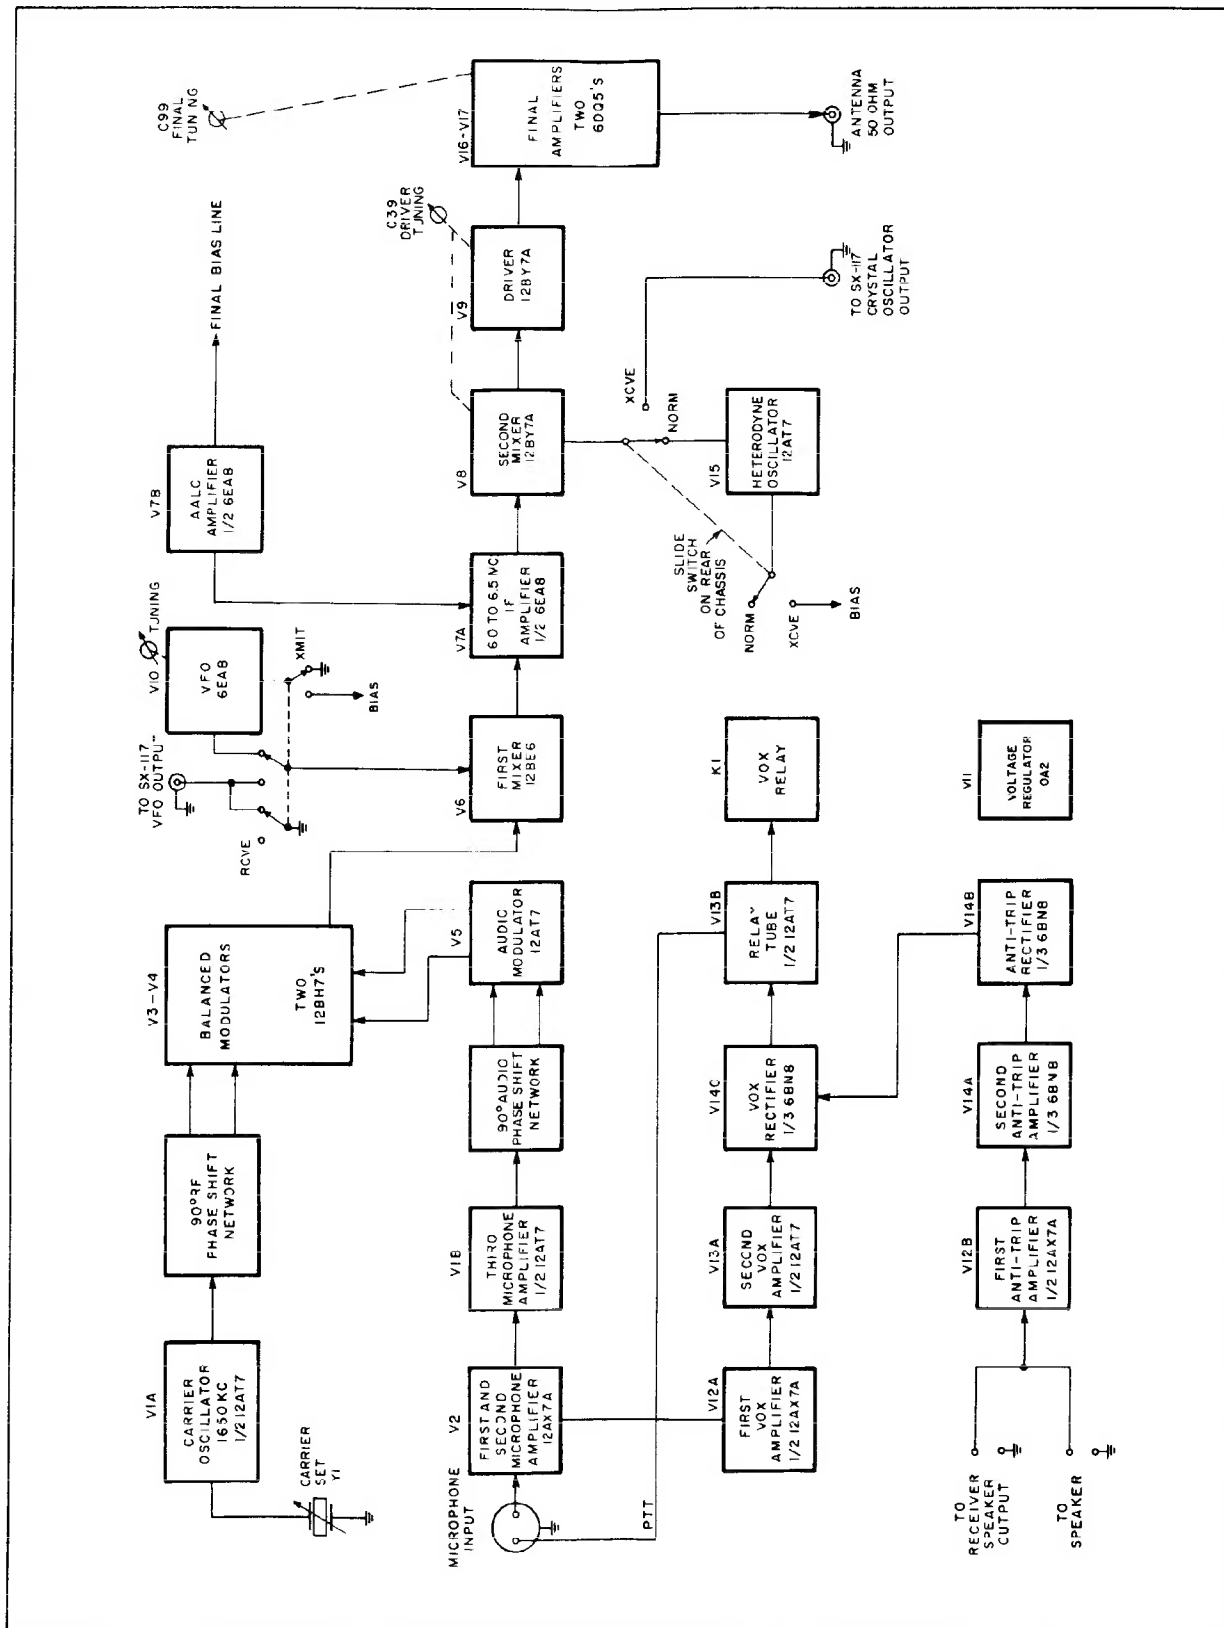 V1A
CARRIER
OSCILLATOR
1650 KC
1/2 12AT7
CARRIER
SET
Y1
90° RF
PHASE SHIFT
NETWORK
V3-V4
BALANCED
MODULATORS
TWO
12BH7'S
TO SX-117
VFO OUTPUT
RCVE
V10
TUNING
VFO
6EA8
XMIT
BIAS
V7B
AALC
AMPLIFIER
1/2 6EA8
FINAL BIAS LINE
C99
FINAL
TUNING
MICROPHONE
INPUT
V2
FIRST AND
SECOND
MICROPHONE
AMPLIFIER
12AX7A
V1B
THIRD
MICROPHONE
AMPLIFIER
1/2 12AT7
90° AUDIO
PHASE SHIFT
NETWORK
V5
AUDIO
MODULATOR
12AT7
V6
FIRST
MIXER
12BE6
V7A
6.0 TO 6.5 MC
IF
AMPLIFIER
1/2 6EA8
V8
SECOND
MIXER
12BY7A
V9
DRIVER
12BY7A
C39
DRIVER
TUNING
V16-V17
FINAL
AMPLIFIERS
TWO
6DQ5'S
PTT
V12A
FIRST
VOX
AMPLIFIER
1/2 12AX7A
V13A
SECOND
VOX
AMPLIFIER
1/2 12AT7
V14C
VOX
RECTIFIER
1/3 6BN8
V13B
RELAY
TUBE
1/2 12AT7
K1
VOX
RELAY
SLIDE
SWITCH
ON REAR
OF CHASSIS
NORM
XCVE
BIAS
XCVE
NORM
V15
HETERODYNE
OSCILLATOR
12AT7
TO SX-117
CRYSTAL
OSCILLATOR
OUTPUT
ANTENNA
50 OHM
OUTPUT
TO
RECEIVER
SPEAKER
OUTPUT
TO
SPEAKER
V12B
FIRST
ANTI-TRIP
AMPLIFIER
1/2 12AX7A
V14A
SECOND
ANTI-TRIP
AMPLIFIER
1/3 6BN8
V14B
ANTI-TRIP
RECTIFIER
1/3 6BN8
V11
VOLTAGE
REGULATOR
OA2